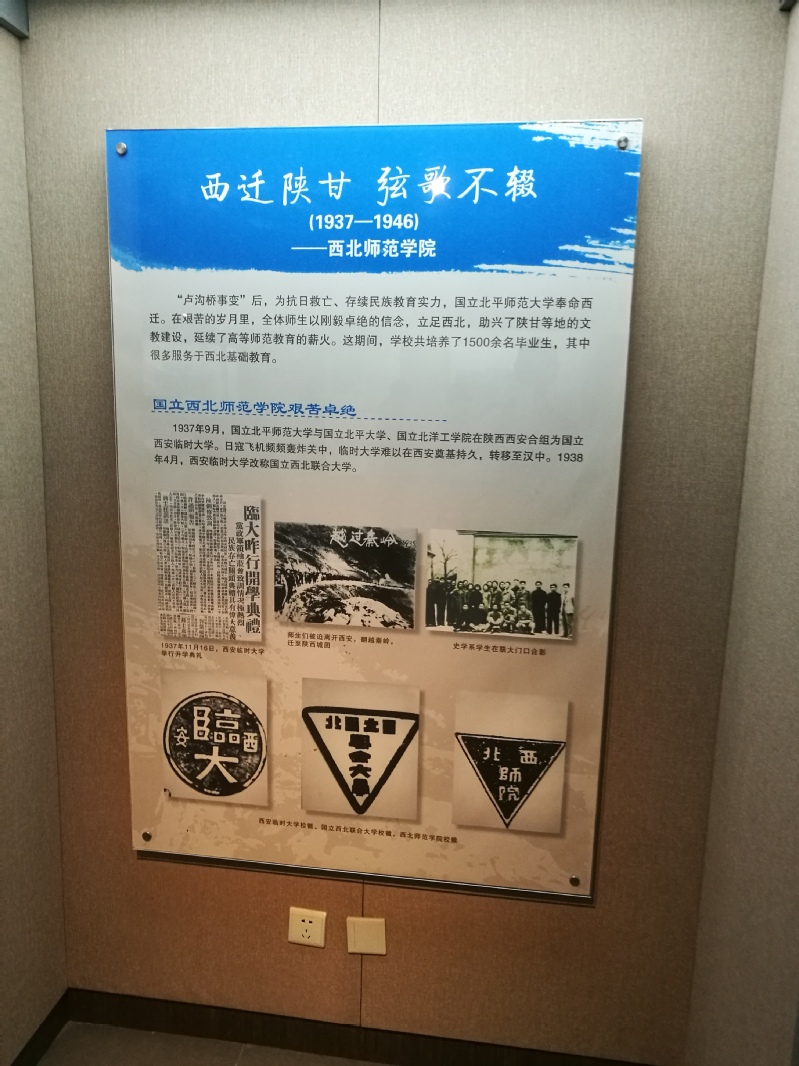 西迁陕甘 弦歌不辍
(1937—1946)
——西北师范学院
“卢沟桥事变”后，为抗日救亡、存续民族教育实力，国立北平师范大学奉命西
迁。在艰苦的岁月里，全体师生以刚毅卓绝的信念，立足西北，助兴了陕甘等地的文
教建设，延续了高等师范教育的薪火。这期间，学校共培养了1500余名毕业生，其中
很多服务于西北基础教育。
国立西北师范学院艰苦卓绝
1937年9月，国立北平师范大学与国立北平大学、国立北洋工学院在陕西西安合组为国立
西安临时大学。日寇飞机频频轰炸关中，临时大学难以在西安奠基持久，转移至汉中。1938
年4月，西安临时大学改称国立西北联合大学。
臨大昨行開學典禮
越过秦岭
1937年11月18日，西安临时大学
举行开学典礼
师生们被迫离开西安，翻越秦岭，
迁至陕西城固
史学系学生在联大门口合影
西安
臨大
北國立國
聯合大學
西北
師院
西安临时大学校徽，国立西北联合大学校徽，西北师范学院校徽